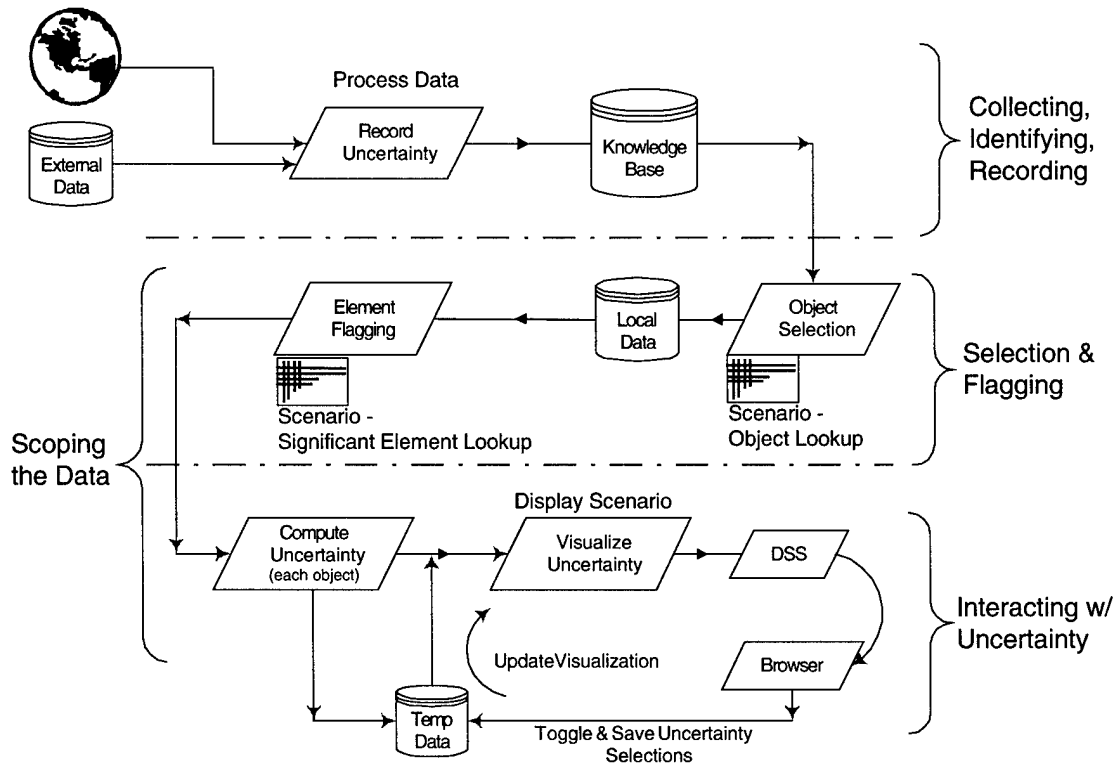 Process Data
Record
Uncertainty
External
Data
Knowledge
Base
Collecting,
Identifying,
Recording
Element
Flagging
Local
Data
Object
Selection
Scenario -
Significant Element Lookup
Scenario -
Object Lookup
Selection &
Flagging
Scoping
the Data
Display Scenario
Compute
Uncertainty
(each object)
Visualize
Uncertainty
DSS
UpdateVisualization
Browser
Interacting w/
Uncertainty
Temp
Data
Toggle & Save Uncertainty
Selections